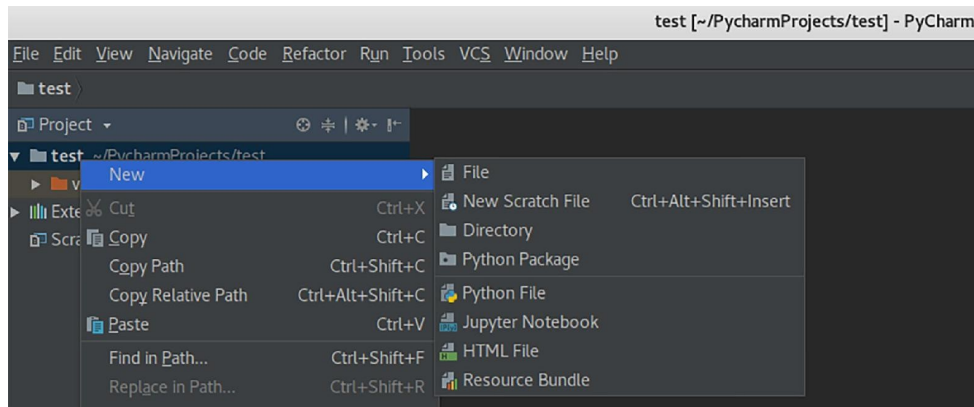 test [~/PycharmProjects/test] - PyCharm
File Edit View Navigate Code Refactor Run Tools VCS Window Help
test
Project
test ~/PycharmProjects/test
New
v
Exte
Scra
Cut Ctrl+X
Copy Ctrl+C
Copy Path Ctrl+Shift+C
Copy Relative Path Ctrl+Alt+Shift+C
Paste Ctrl+V
Find in Path... Ctrl+Shift+F
Replace in Path... Ctrl+Shift+R
File
New Scratch File Ctrl+Alt+Shift+Insert
Directory
Python Package
Python File
Jupyter Notebook
HTML File
Resource Bundle